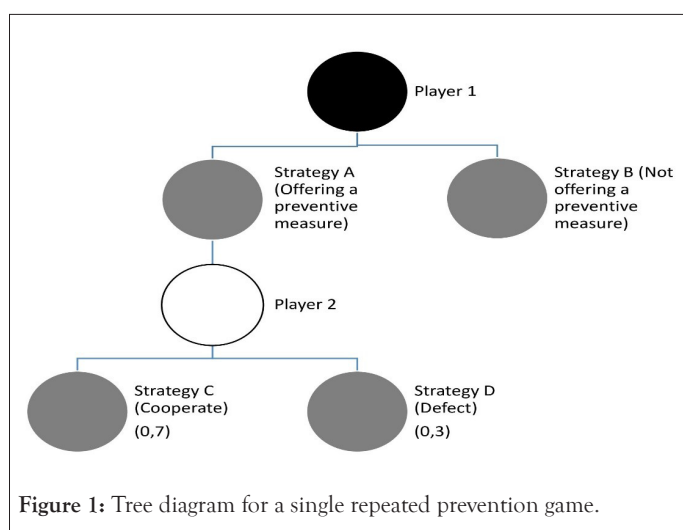 Player 1
Strategy A
(Offering a
preventive
measure)
Strategy B (Not
offering a
preventive
measure)
Player 2
Strategy C
(Cooperate)
(0,7)
Strategy D
(Defect)
(0,3)
Figure 1: Tree diagram for a single repeated prevention game.